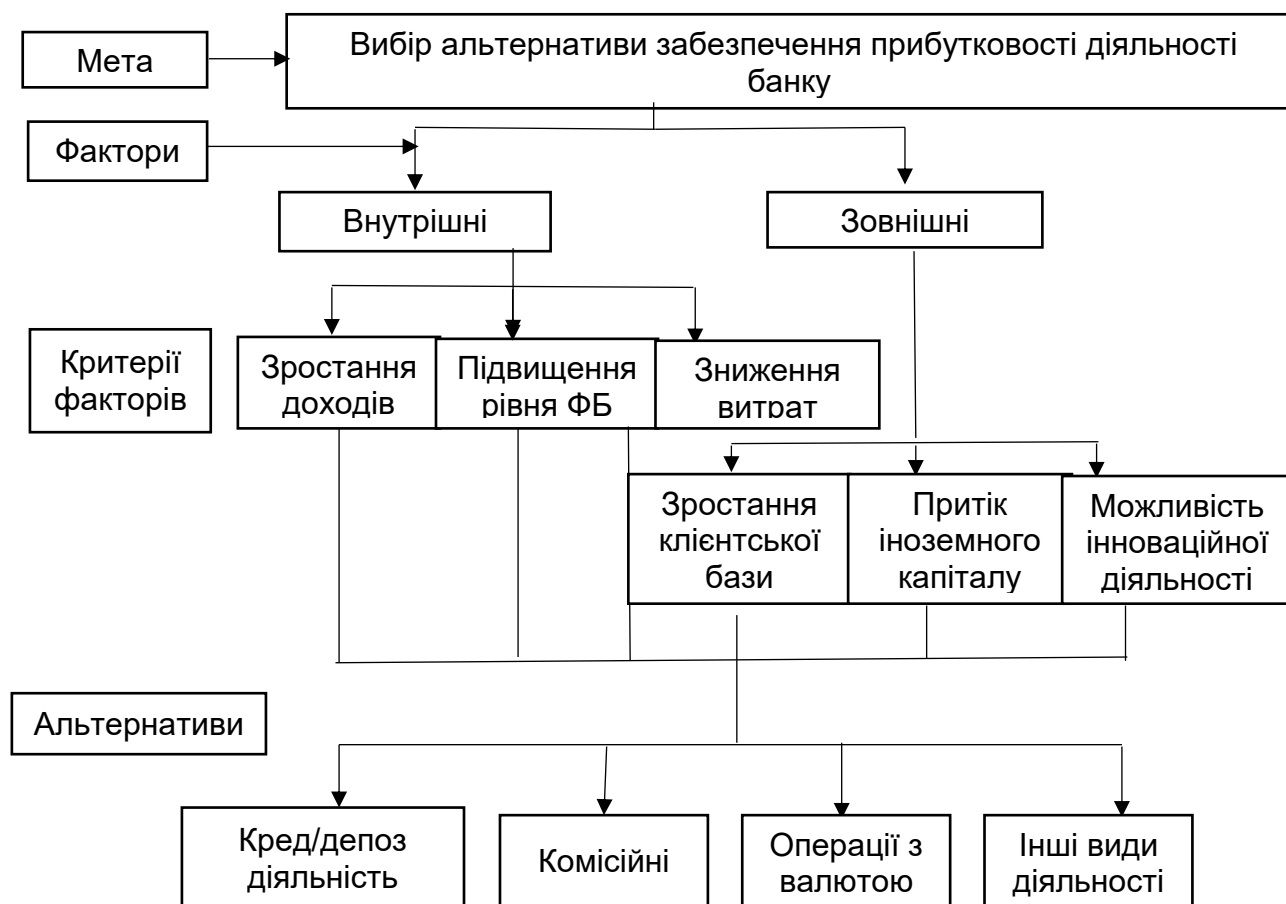 Мета
Вибір альтернативи забезпечення прибутковості діяльності
банку
Фактори
Внутрішні
Зовнішні
Критерії
факторів
Зростання
доходів
Підвищення
рівня ФБ
Зниження
витрат
Зростання
клієнтської
бази
Притік
іноземного
капіталу
Можливість
інноваційної
діяльності
Альтернативи
Кред/депоз
діяльність
Комісійні
Операції з
валютою
Інші види
діяльності